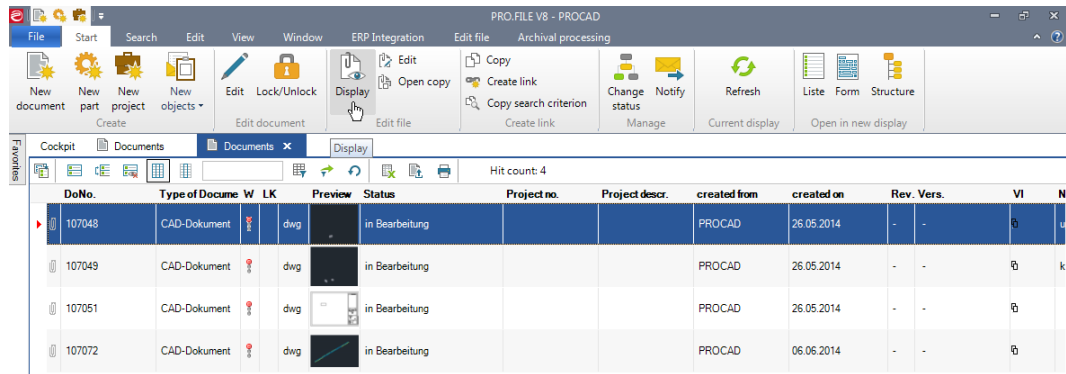 PRO.FILE V8 - PROCAD
File Start Search Edit View Window ERP Integration Edit file Archival processing
New document New part New project New objects Edit Lock/Unlock Display Edit Open copy Copy Create link Copy search criterion Change status Notify Refresh Liste Form Structure
Create Edit document Edit file Create link Manage Current display Open in new display
Favorites
Cockpit Documents Documents Display
Hit count: 4
DoNo. Type of Docume W LK Preview Status Project no. Project descr. created from created on Rev. Vers. VI N
107048 CAD-Dokument dwg in Bearbeitung PROCAD 26.05.2014 - - u
107049 CAD-Dokument dwg in Bearbeitung PROCAD 26.05.2014 - - k
107051 CAD-Dokument dwg in Bearbeitung PROCAD 26.05.2014 - -
107072 CAD-Dokument dwg in Bearbeitung PROCAD 06.06.2014 - -